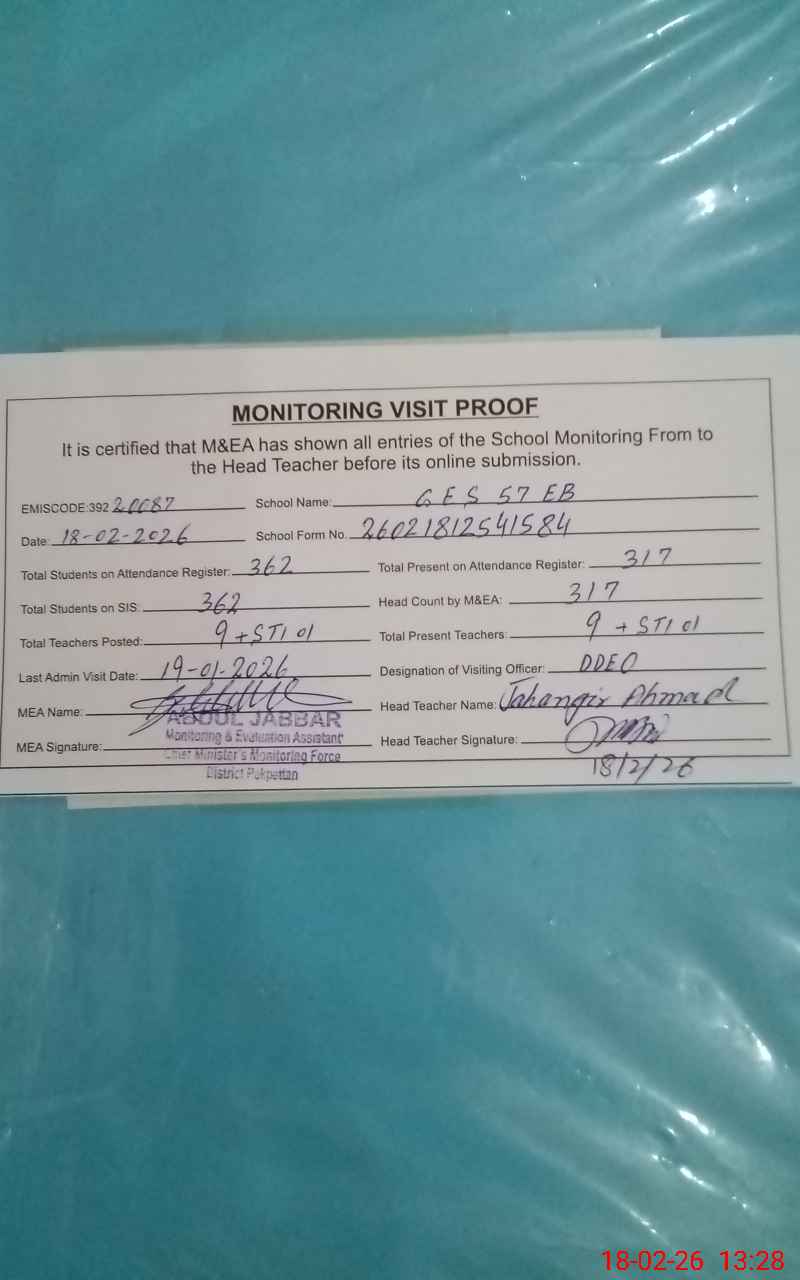 MONITORING VISIT PROOF
It is certified that M&EA has shown all entries of the School Monitoring From to
the Head Teacher before its online submission.
EMISCODE:392 20087 School Name: GES 57 EB
Date: 18-02-2026 School Form No. 26021812541584
Total Students on Attendance Register: 362 Total Present on Attendance Register: 317
Total Students on SIS: 362 Head Count by M&EA: 317
Total Teachers Posted: 9 + STI 01 Total Present Teachers: 9 + STI 01
Last Admin Visit Date: 19-01-2026 Designation of Visiting Officer: DDEO
MEA Name: Head Teacher Name: Jahangir Ahmad
ABDUL JABBAR
Monitoring & Evaluation Assistant
MEA Signature: Head Teacher Signature:
Chief Minister's Monitoring Force
District Pakpattan
18/2/26
18-02-26 13:28